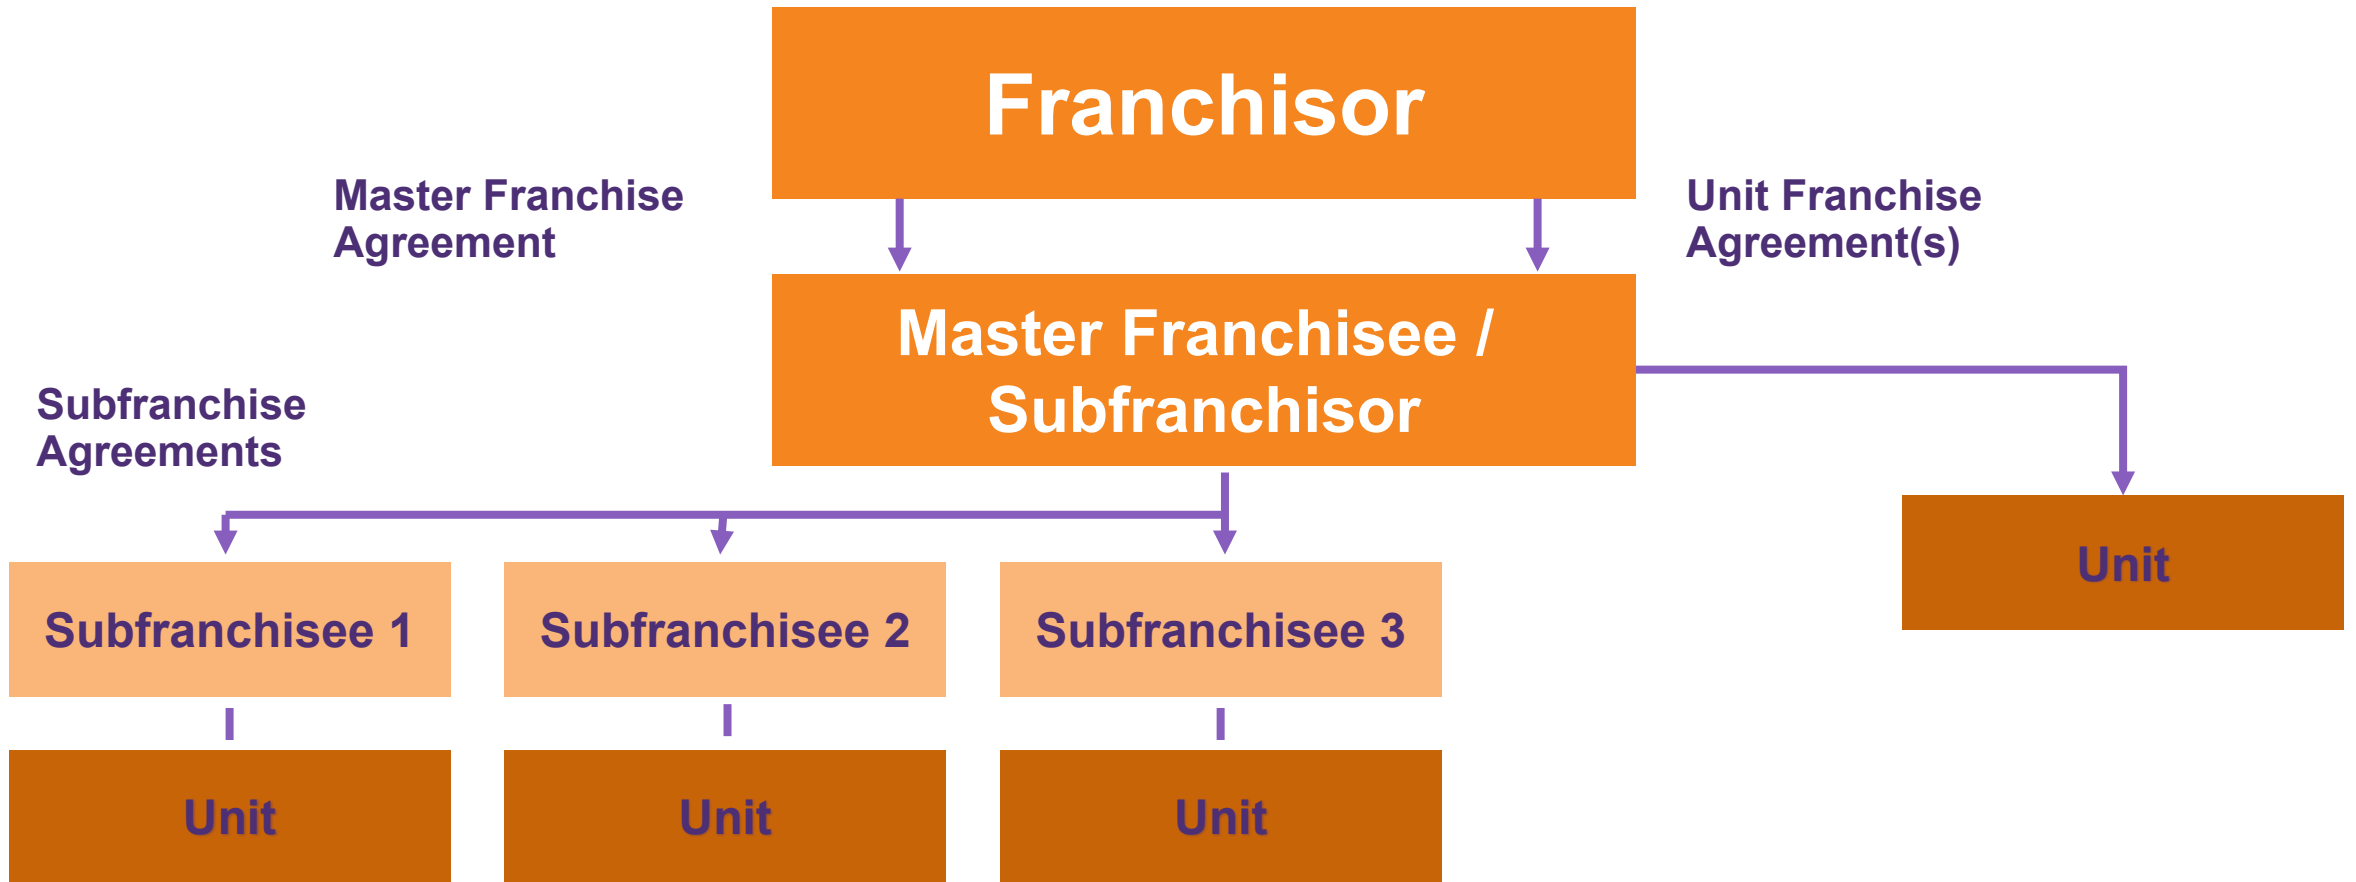 Franchisor
Master Franchise
Agreement
Unit Franchise
Agreement(s)
Master Franchisee /
Subfranchisor
Subfranchise
Agreements
Unit
Subfranchisee 1
Subfranchisee 2
Subfranchisee 3
Unit
Unit
Unit